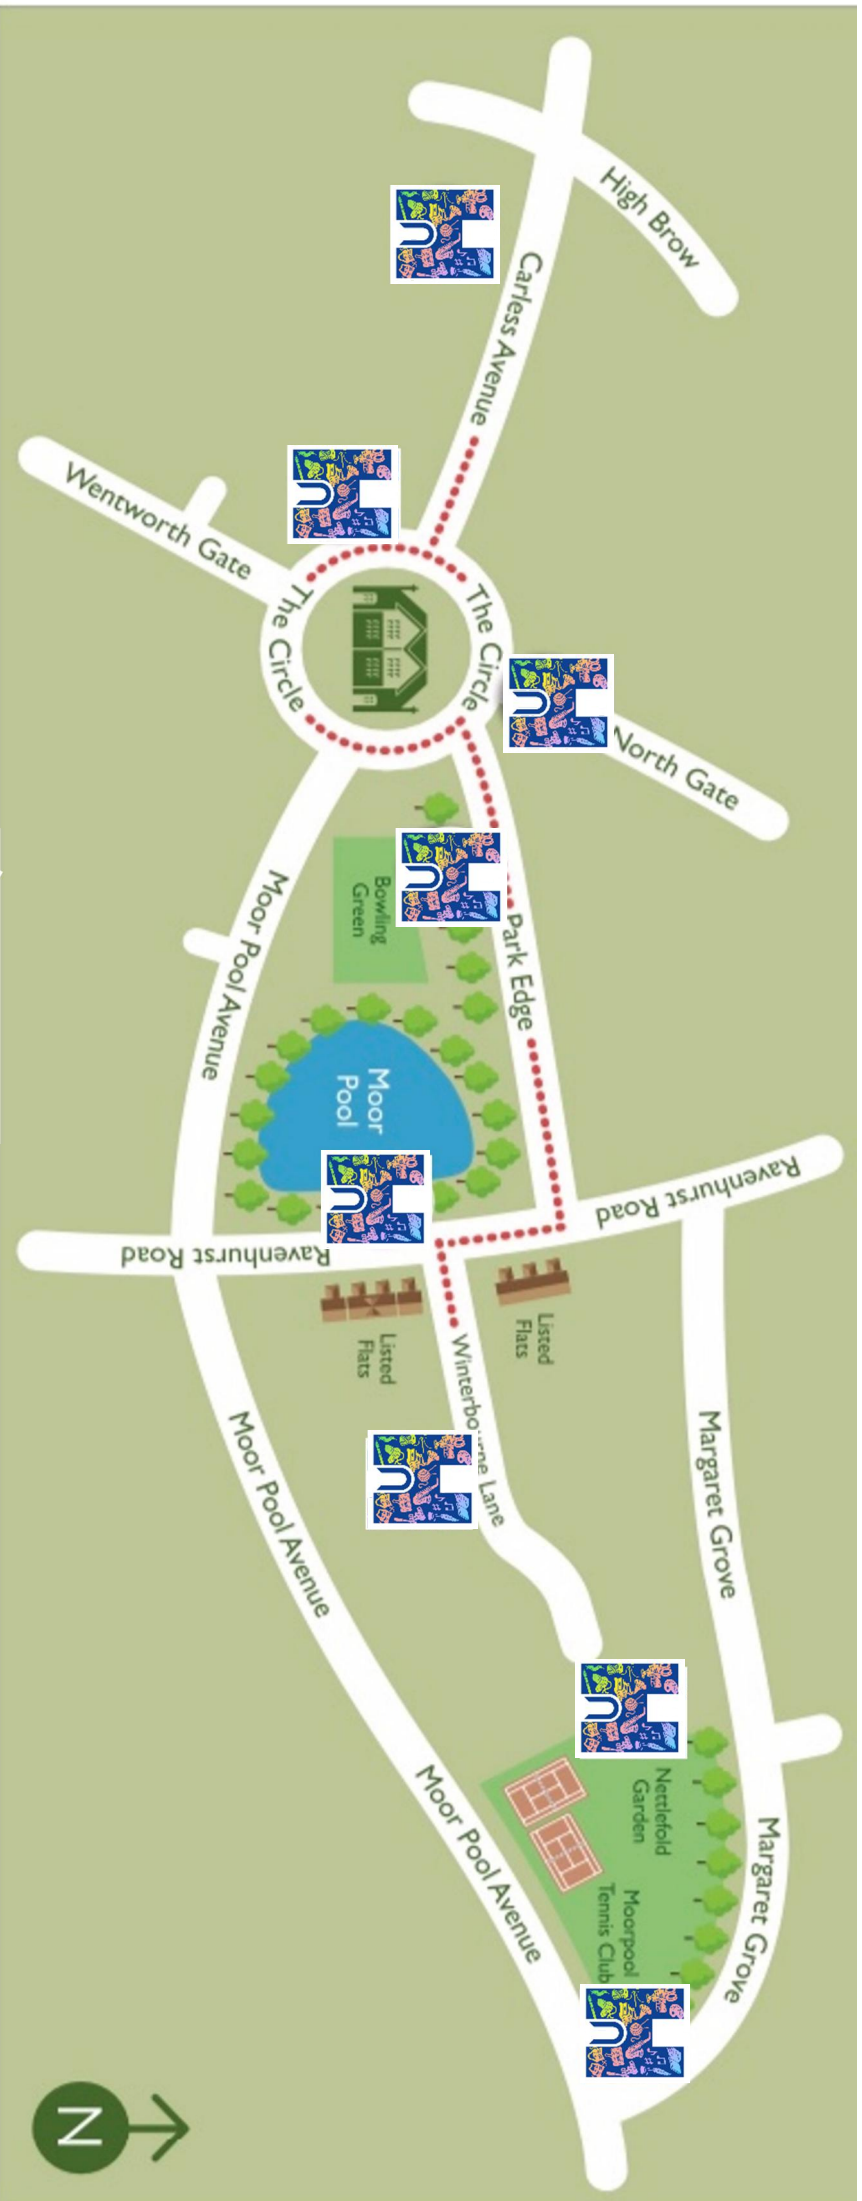 High Brow
Carless Avenue
Wentworth Gate
The Circle
The Circle
North Gate
Bowling
Green
Park Edge
Moor Pool Avenue
Moor
Pool
Ravenhurst Road
Ravenhurst Road
Listed
Flats
Listed
Flats
Winterbourne Lane
Margaret Grove
Moor Pool Avenue
Nettlefold
Garden
Moorpool
Tennis Club
Moor Pool Avenue
Margaret Grove
N